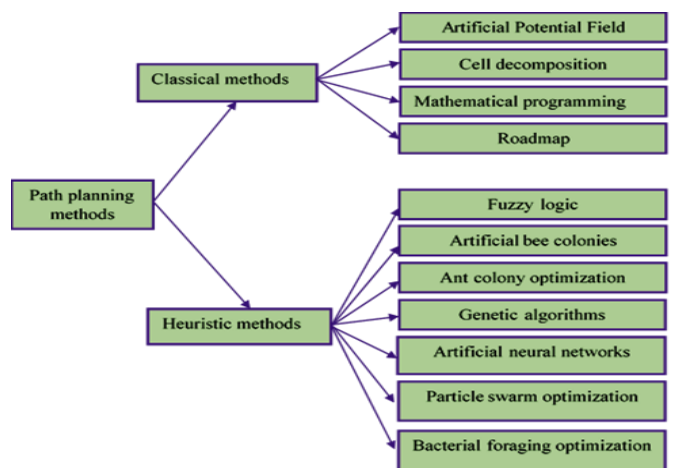 Artificial Potential Field
Classical methods
Cell decomposition
Mathematical programming
Roadmap
Path planning
methods
Fuzzy logic
Artificial bee colonies
Ant colony optimization
Heuristic methods
Genetic algorithms
Artificial neural networks
Particle swarm optimization
Bacterial foraging optimization